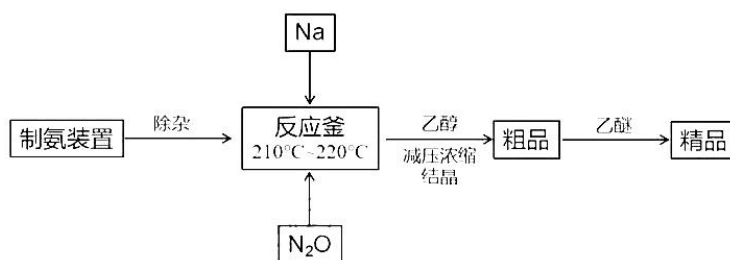 Na
制氨装置
除杂
反应釜
210°C~220°C
乙醇
减压浓缩
结晶
粗品
乙醚
精品
N₂O